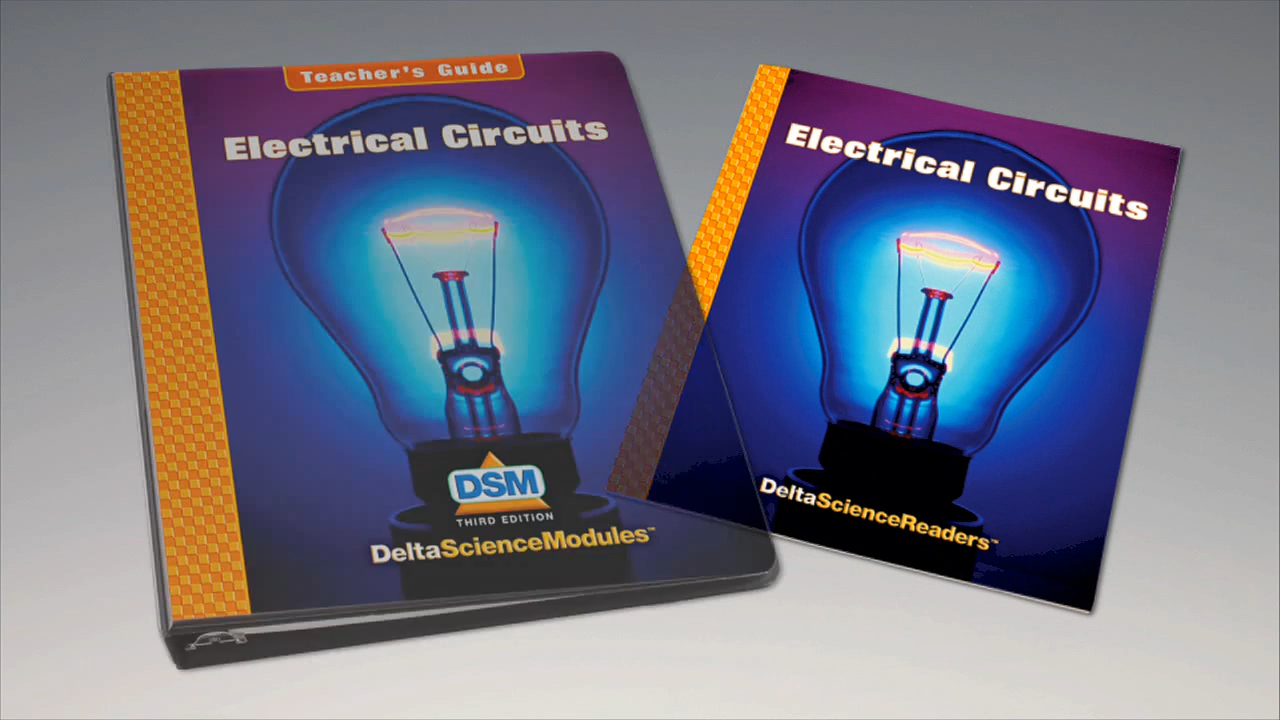 Teacher's Guide
Electrical Circuits
DSM
THIRD EDITION
DeltaScienceModules™
Electrical Circuits
DeltaScienceReaders™